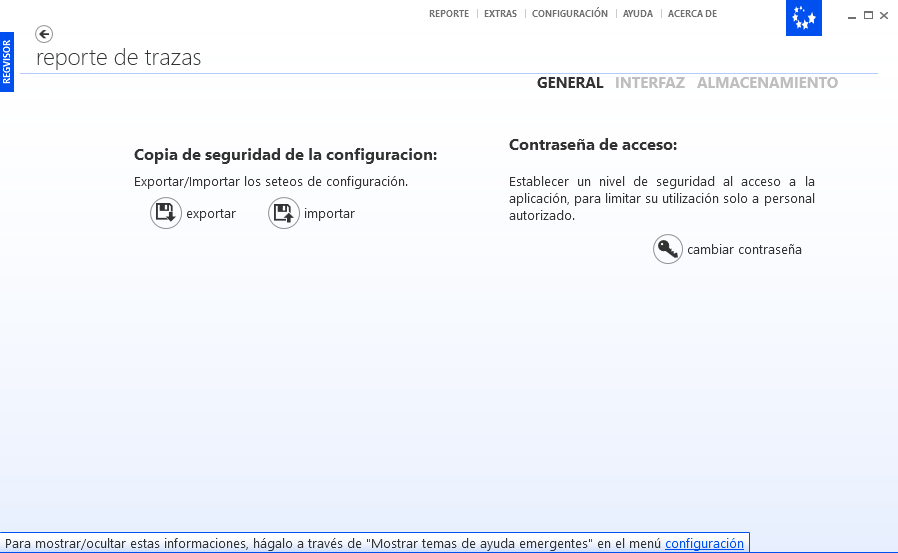 REPORTE | EXTRAS | CONFIGURACIÓN | AYUDA | ACERCA DE
REGVISOR
reporte de trazas
GENERAL INTERFAZ ALMACENAMIENTO
Copia de seguridad de la configuracion:
Exportar/Importar los seteos de configuración.
exportar importar
Contraseña de acceso:
Establecer un nivel de seguridad al acceso a la
aplicación, para limitar su utilización solo a personal
autorizado.
cambiar contraseña
Para mostrar/ocultar estas informaciones, hágalo a través de "Mostrar temas de ayuda emergentes" en el menú configuración